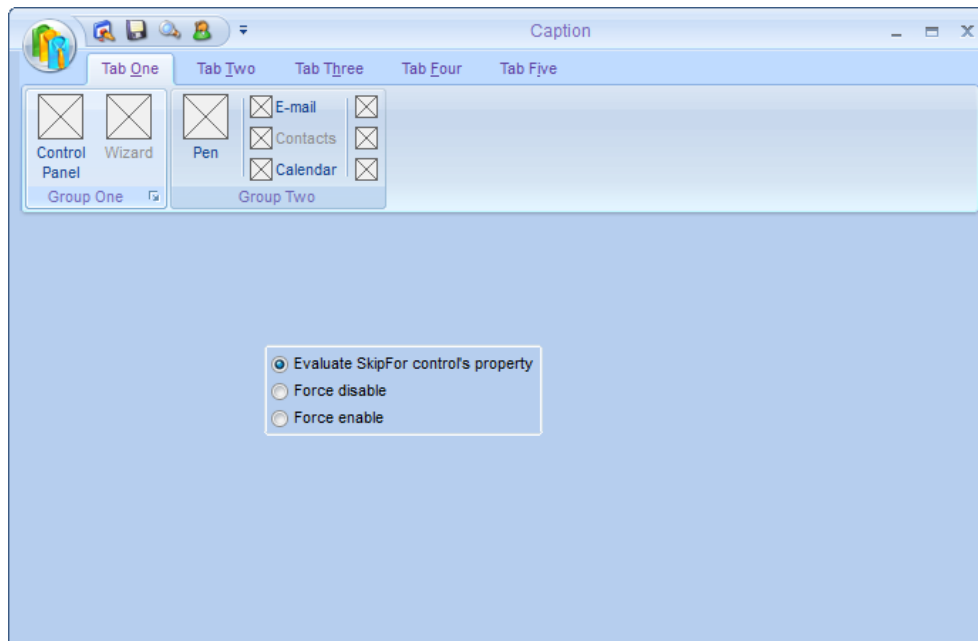 Caption
Tab One
Tab Two
Tab Three
Tab Four
Tab Five
Control
Panel
Wizard
Pen
E-mail
Contacts
Calendar
Group One
Group Two
Evaluate SkipFor control's property
Force disable
Force enable